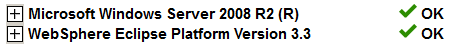 Microsoft Windows Server 2008 R2 (R) OK
WebSphere Eclipse Platform Version 3.3 OK